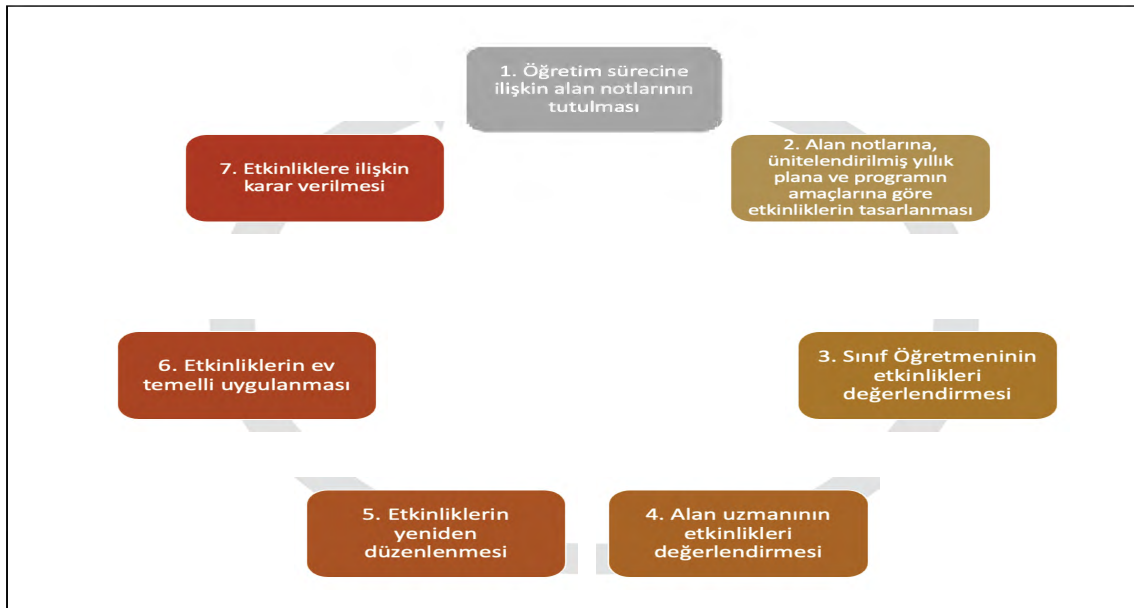 1. Öğretim sürecine
ilişkin alan notlarının
tutulması
2. Alan notlarına,
ünitelendirilmiş yıllık
plana ve programın
amaçlarına göre
etkinliklerin tasarlanması
3. Sınıf Öğretmeninin
etkinlikleri
değerlendirmesi
4. Alan uzmanının
etkinlikleri
değerlendirmesi
5. Etkinliklerin
yeniden
düzenlenmesi
6. Etkinliklerin ev
temelli uygulanması
7. Etkinliklere ilişkin
karar verilmesi